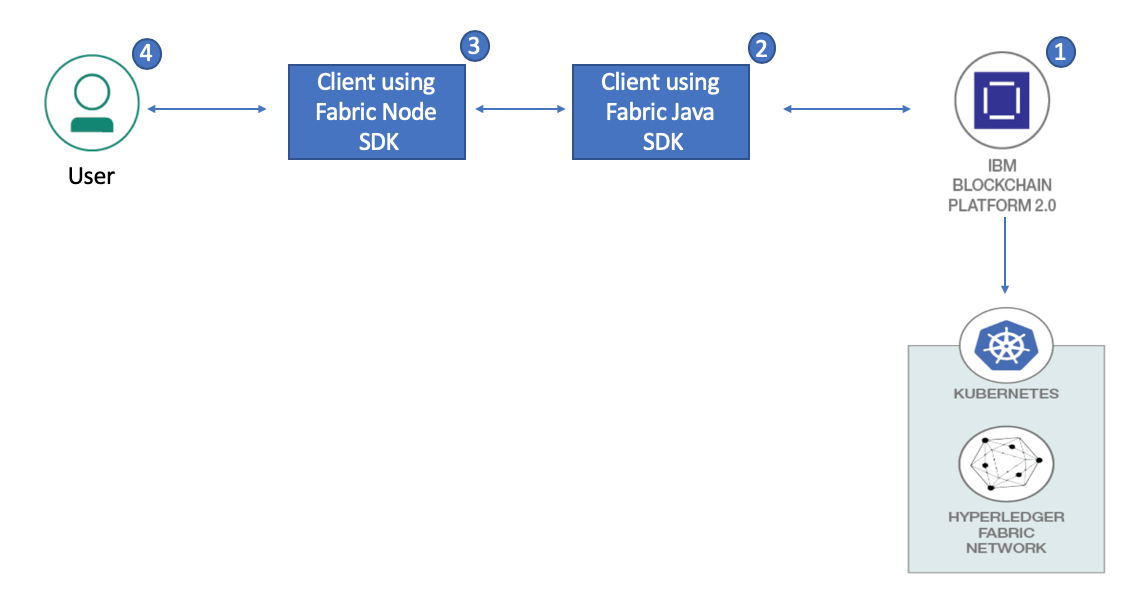 4
3
2
1
Client using
Fabric Node
SDK
Client using
Fabric Java
SDK
User
IBM
BLOCKCHAIN
PLATFORM 2.0
KUBERNETES
HYPERLEDGER
FABRIC
NETWORK